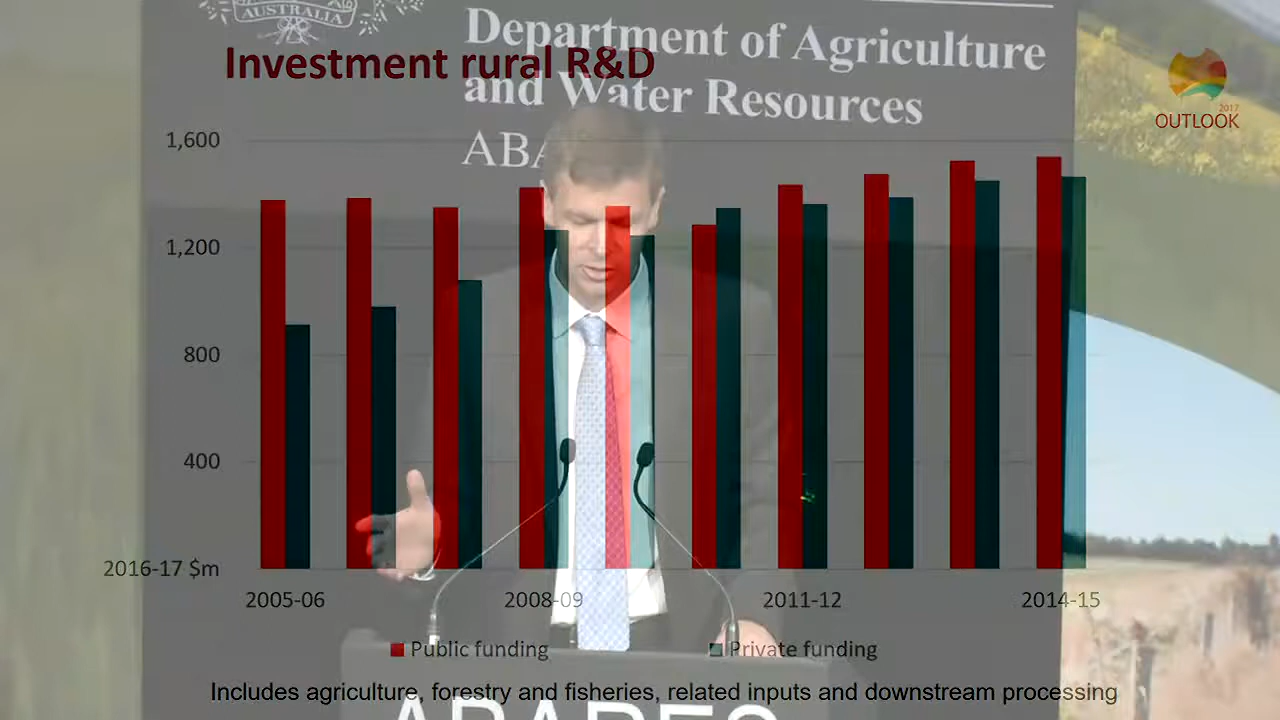 AUSTRALIA
Department of Agriculture
and Water Resources
Investment rural R&D
2017
OUTLOOK
1,600
1,200
800
400
2016-17 $m
2005-06
2008-09
2011-12
2014-15
Public funding
Private funding
Includes agriculture, forestry and fisheries, related inputs and downstream processing
ABARES